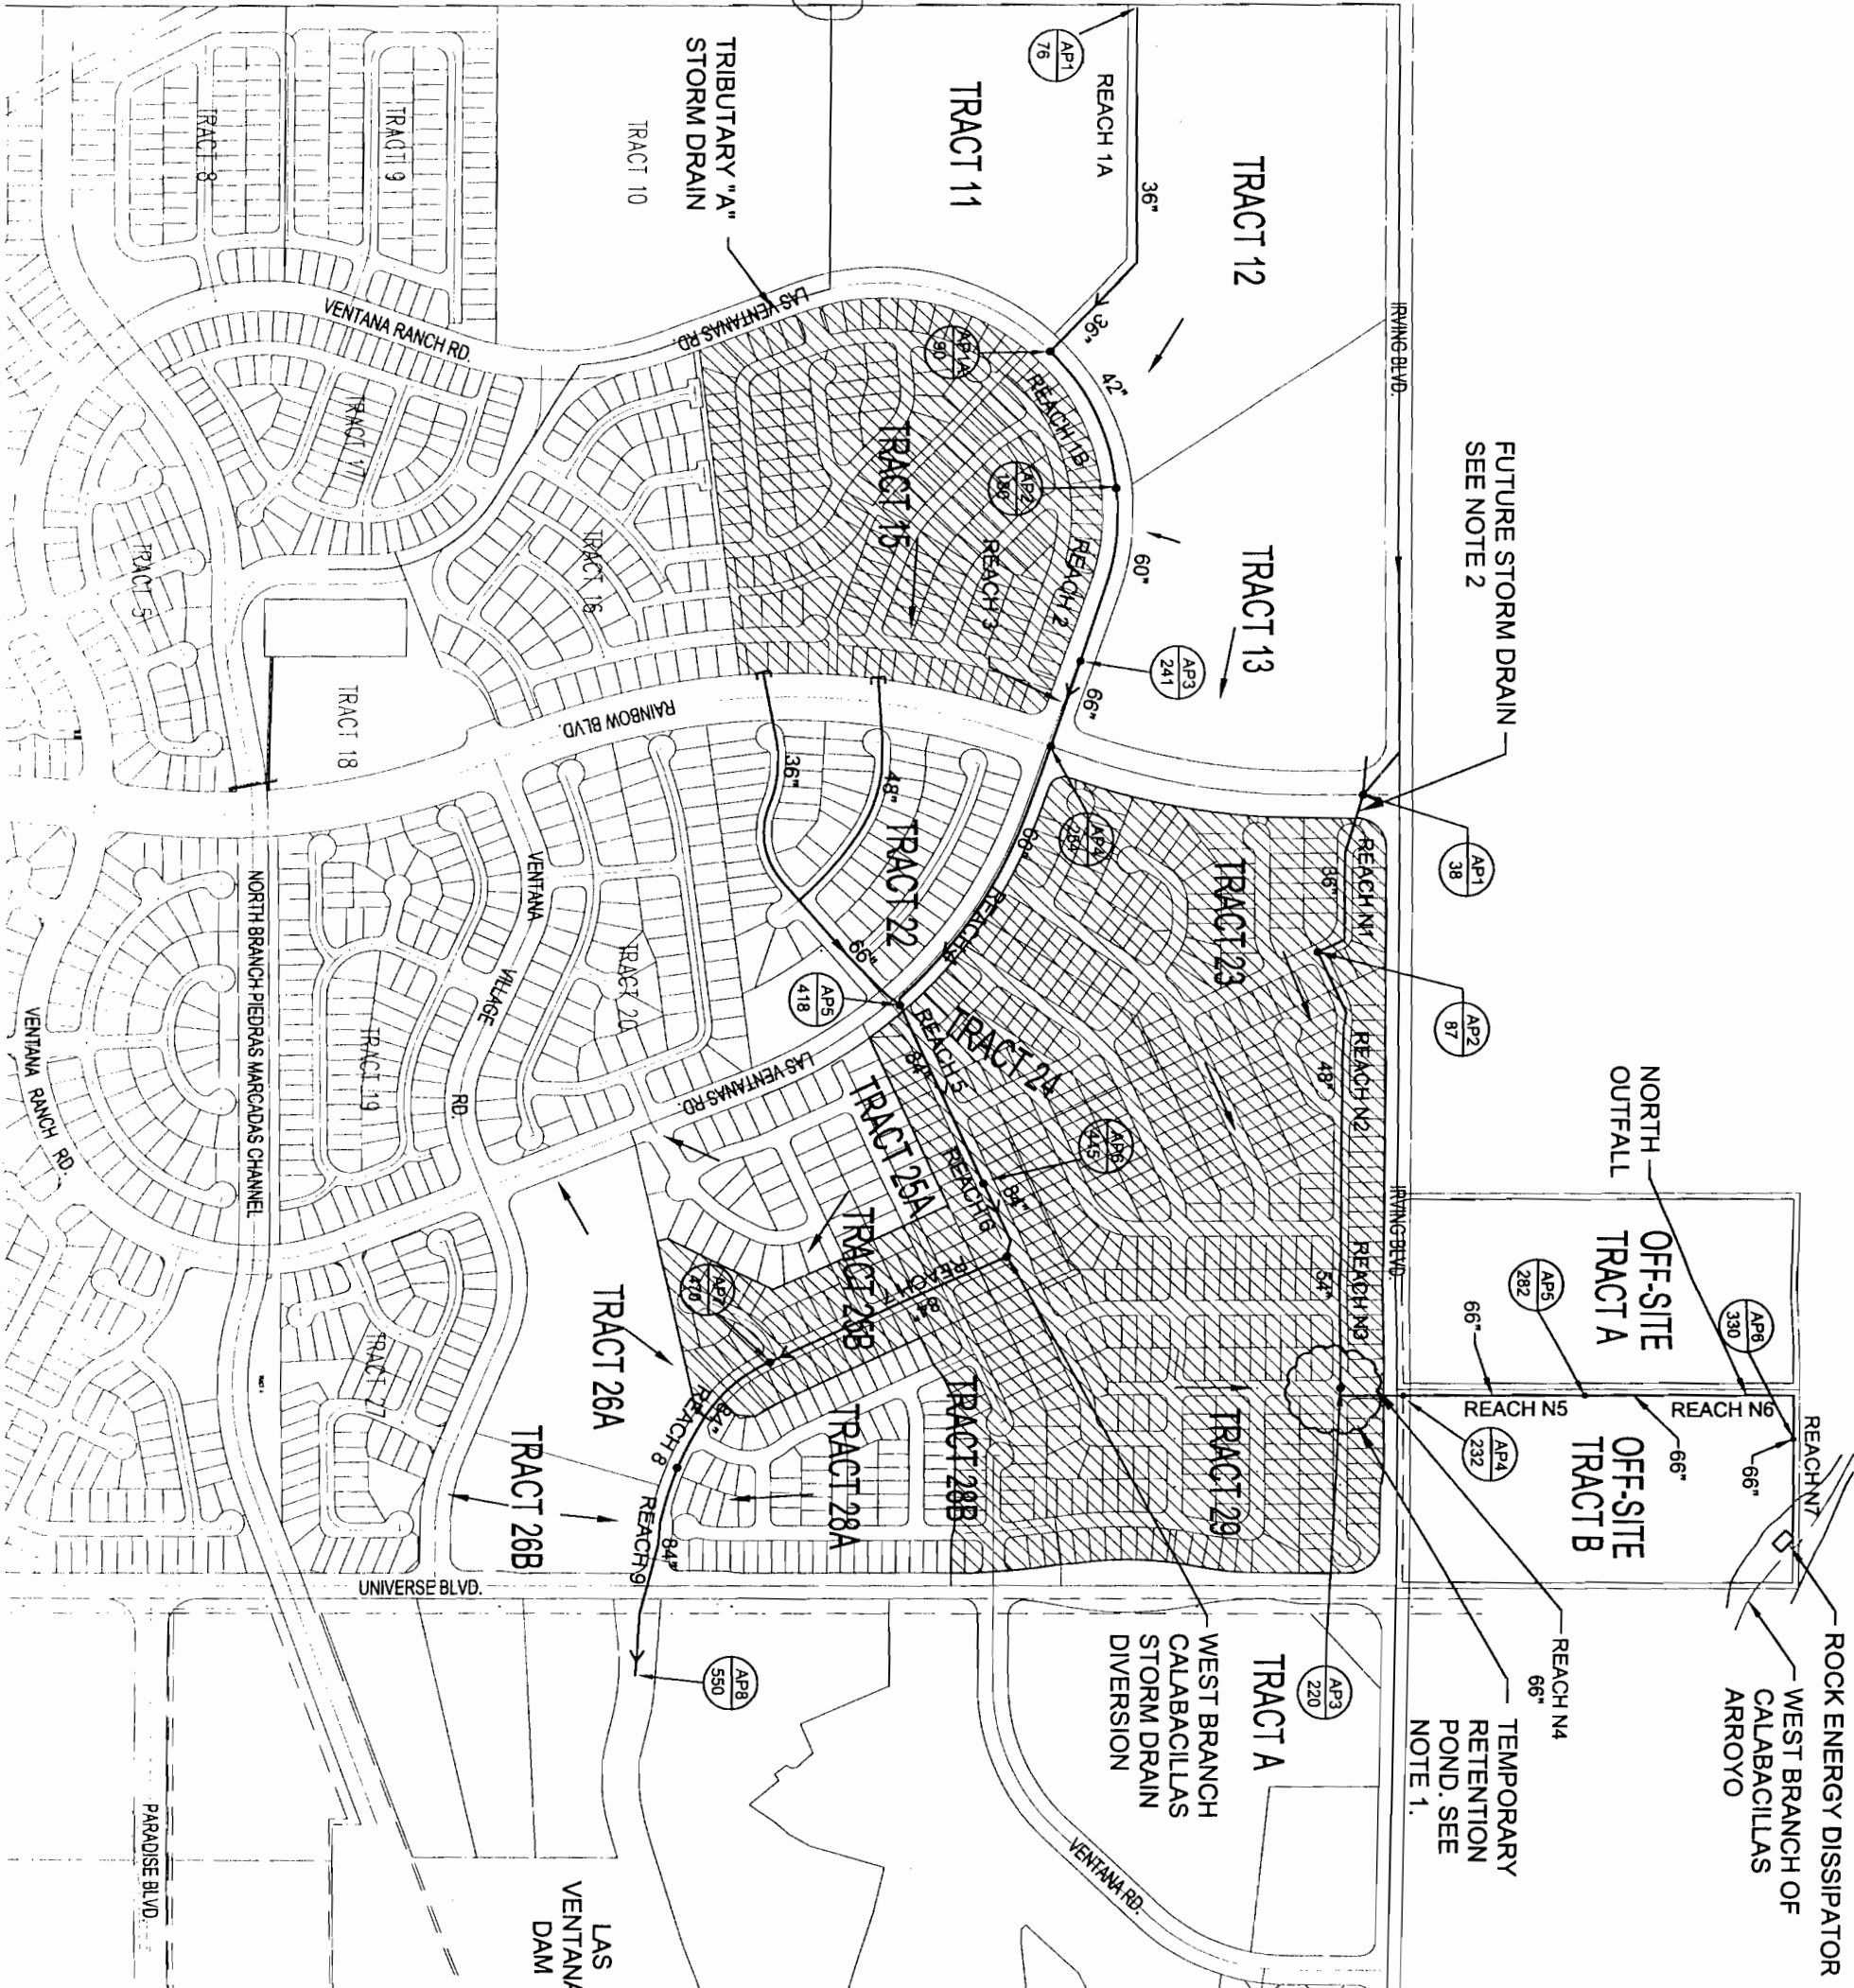 TRACT 12
TRACT 11
TRACT 10
TRACT 13
REACH 1A
36"
36"
AP1
76
TRIBUTARY "A"
STORM DRAIN
TRACT 9
TRACT 8
VENTANA RANCH RD.
LAS VENTANAS RD.
AP1A
90
42"
REACH 1B
AP2
180
60"
REACH 2
REACH 3
TRACT 15
TRACT 16
TRACT 17
TRACT 5
TRACT 18
AP3
241
66"
IRVING BLVD.
FUTURE STORM DRAIN
SEE NOTE 2
AP1
38
AP2
87
RAINBOW BLVD.
36"
48"
TRACT 22
66"
AP4
66"
AP5
418
TRACT 23
REACH N1
36"
REACH N2
48"
TRACT 24
REACH 5
84"
AP6
445
REACH 6
84"
REACH N3
54"
VENTANA
VILLAGE
RD.
TRACT 20
TRACT 19
NORTH BRANCH PIEDRAS MARCADAS CHANNEL
VENTANA RANCH RD.
LAS VENTANAS RD.
TRACT 25A
TRACT 25B
REACH 7
84"
AP7
TRACT 26A
TRACT 26B
TRACT 27
TRACT 28A
TRACT 28B
TRACT 29
REACH 8
84"
REACH 9
84"
UNIVERSE BLVD.
AP8
550
IRVING BLVD.
NORTH
OUTFALL
OFF-SITE
TRACT A
OFF-SITE
TRACT B
AP5
282
AP6
330
66"
66"
66"
REACH N5
REACH N6
REACH N7
AP4
232
ROCK ENERGY DISSIPATOR
WEST BRANCH OF
CALABACILLAS
ARROYO
REACH N4
66"
TEMPORARY
RETENTION
POND. SEE
NOTE 1.
AP3
220
TRACT A
WEST BRANCH
CALABACILLAS
STORM DRAIN
DIVERSION
VENTANA RD.
PARADISE BLVD.
LAS
VENTANA
DAM